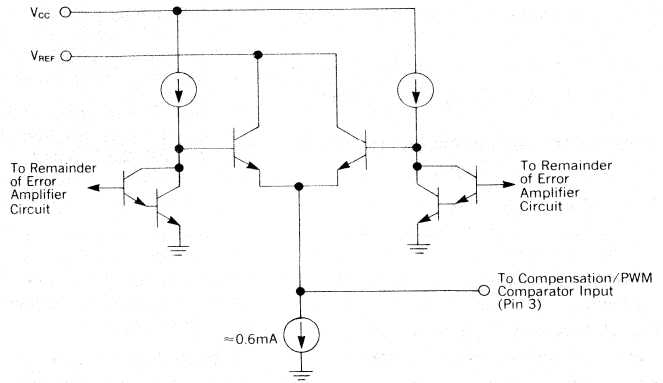 VCC
VREF
To Remainder
of Error
Amplifier
Circuit
To Remainder
of Error
Amplifier
Circuit
To Compensation/PWM
Comparator Input
(Pin 3)
≈0.6mA